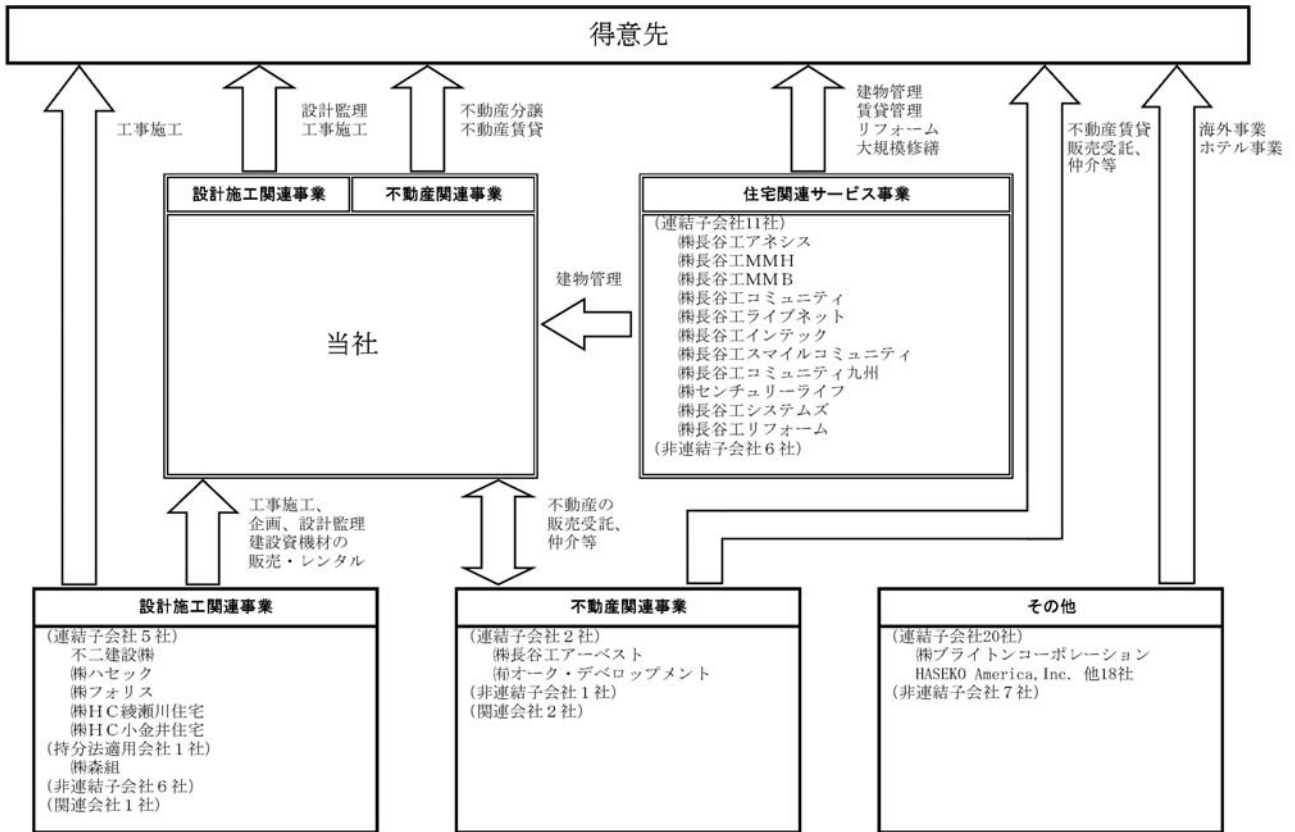 得意先
工事施工
設計監理
工事施工
不動産分譲
不動産賃貸
建物管理
賃貸管理
リフォーム
大規模修繕
不動産賃貸
販売受託、
仲介等
海外事業
ホテル事業
設計施工関連事業
不動産関連事業
当社
建物管理
住宅関連サービス事業
(連結子会社11社)
㈱長谷工アネシス
㈱長谷工MMH
㈱長谷工MMB
㈱長谷工コミュニティ
㈱長谷工ライブネット
㈱長谷工インテック
㈱長谷工スマイルコミュニティ
㈱長谷工コミュニティ九州
㈱センチュリーライフ
㈱長谷工システムズ
㈱長谷工リフォーム
(非連結子会社6社)
工事施工、
企画、設計監理
建設資機材の
販売・レンタル
不動産の
販売受託、
仲介等
設計施工関連事業
(連結子会社5社)
不二建設㈱
㈱ハセック
㈱フォリス
㈱HC綾瀬川住宅
㈱HC小金井住宅
(持分法適用会社1社)
㈱森組
(非連結子会社6社)
(関連会社1社)
不動産関連事業
(連結子会社2社)
㈱長谷工アーベスト
㈲オーク・デベロップメント
(非連結子会社1社)
(関連会社2社)
その他
(連結子会社20社)
㈱ブライトンコーポレーション
HASEKO America,Inc. 他18社
(非連結子会社7社)